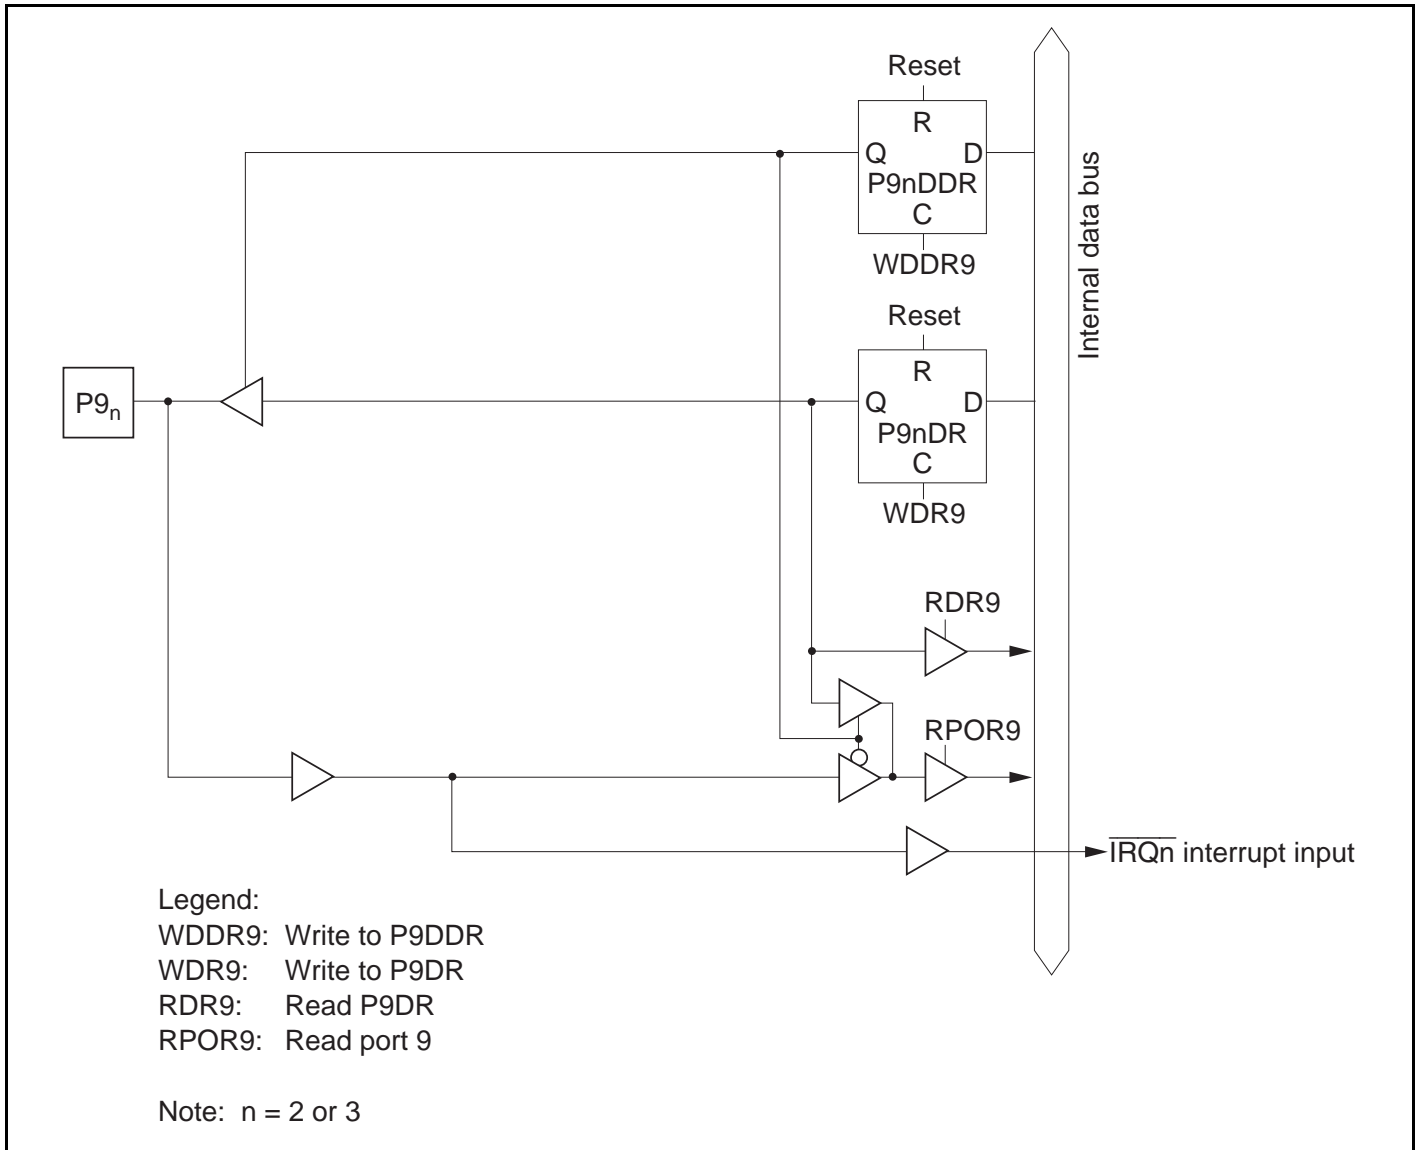 Reset
R
Q D
P9nDDR
C
WDDR9
Internal data bus
Reset
R
P9n
Q D
P9nDR
C
WDR9
RDR9
RPOR9
IRQn interrupt input
Legend:
WDDR9: Write to P9DDR
WDR9: Write to P9DR
RDR9: Read P9DR
RPOR9: Read port 9
Note: n = 2 or 3